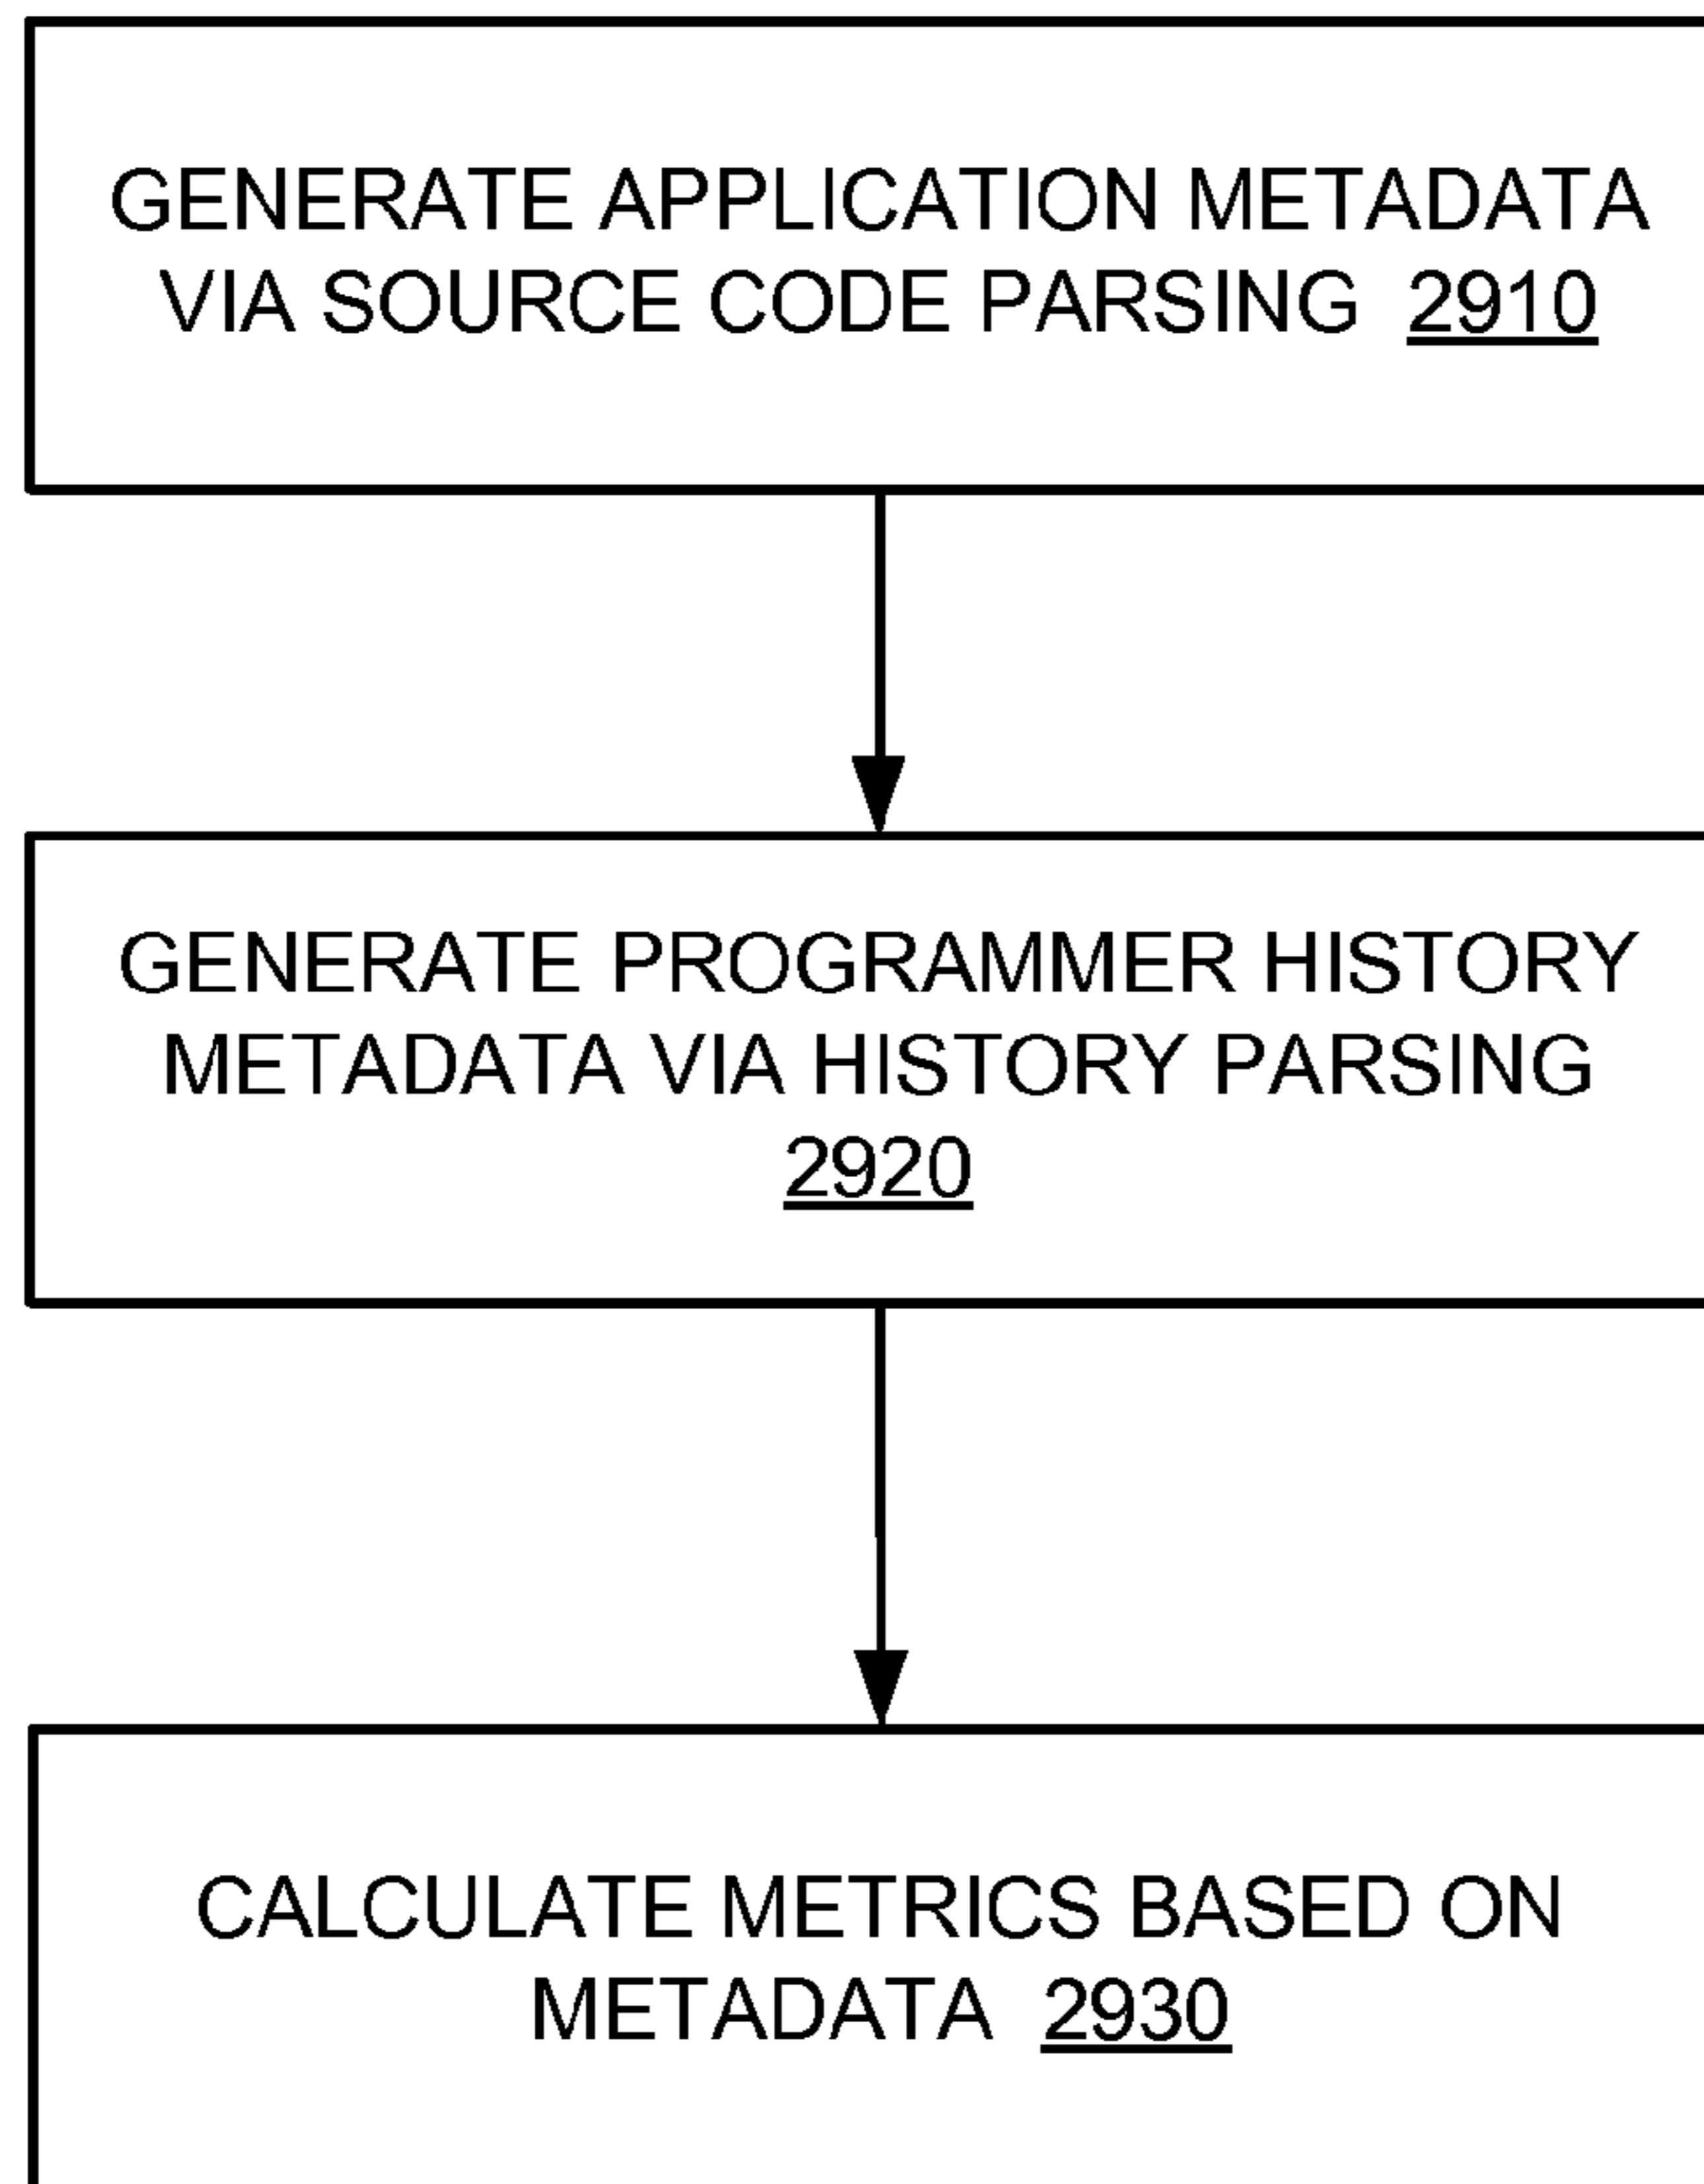 GENERATE APPLICATION METADATA
VIA SOURCE CODE PARSING 2910
GENERATE PROGRAMMER HISTORY
METADATA VIA HISTORY PARSING
2920
CALCULATE METRICS BASED ON
METADATA 2930